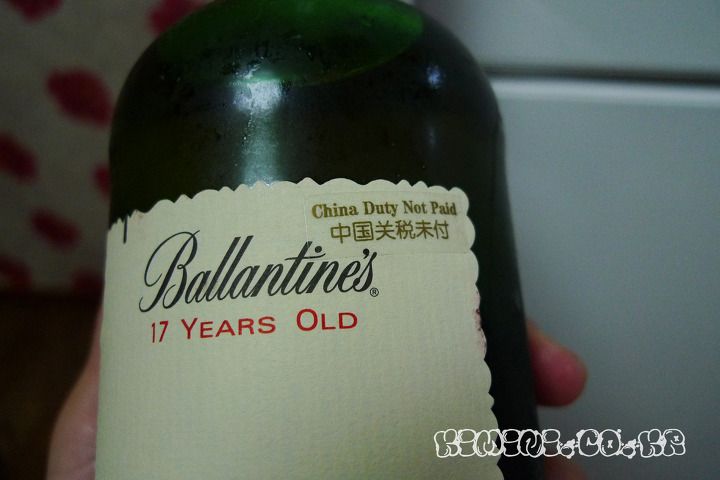 China Duty Not Paid
中国关税未付
Ballantine's®
17 YEARS OLD
KiMiNi.CO.KR